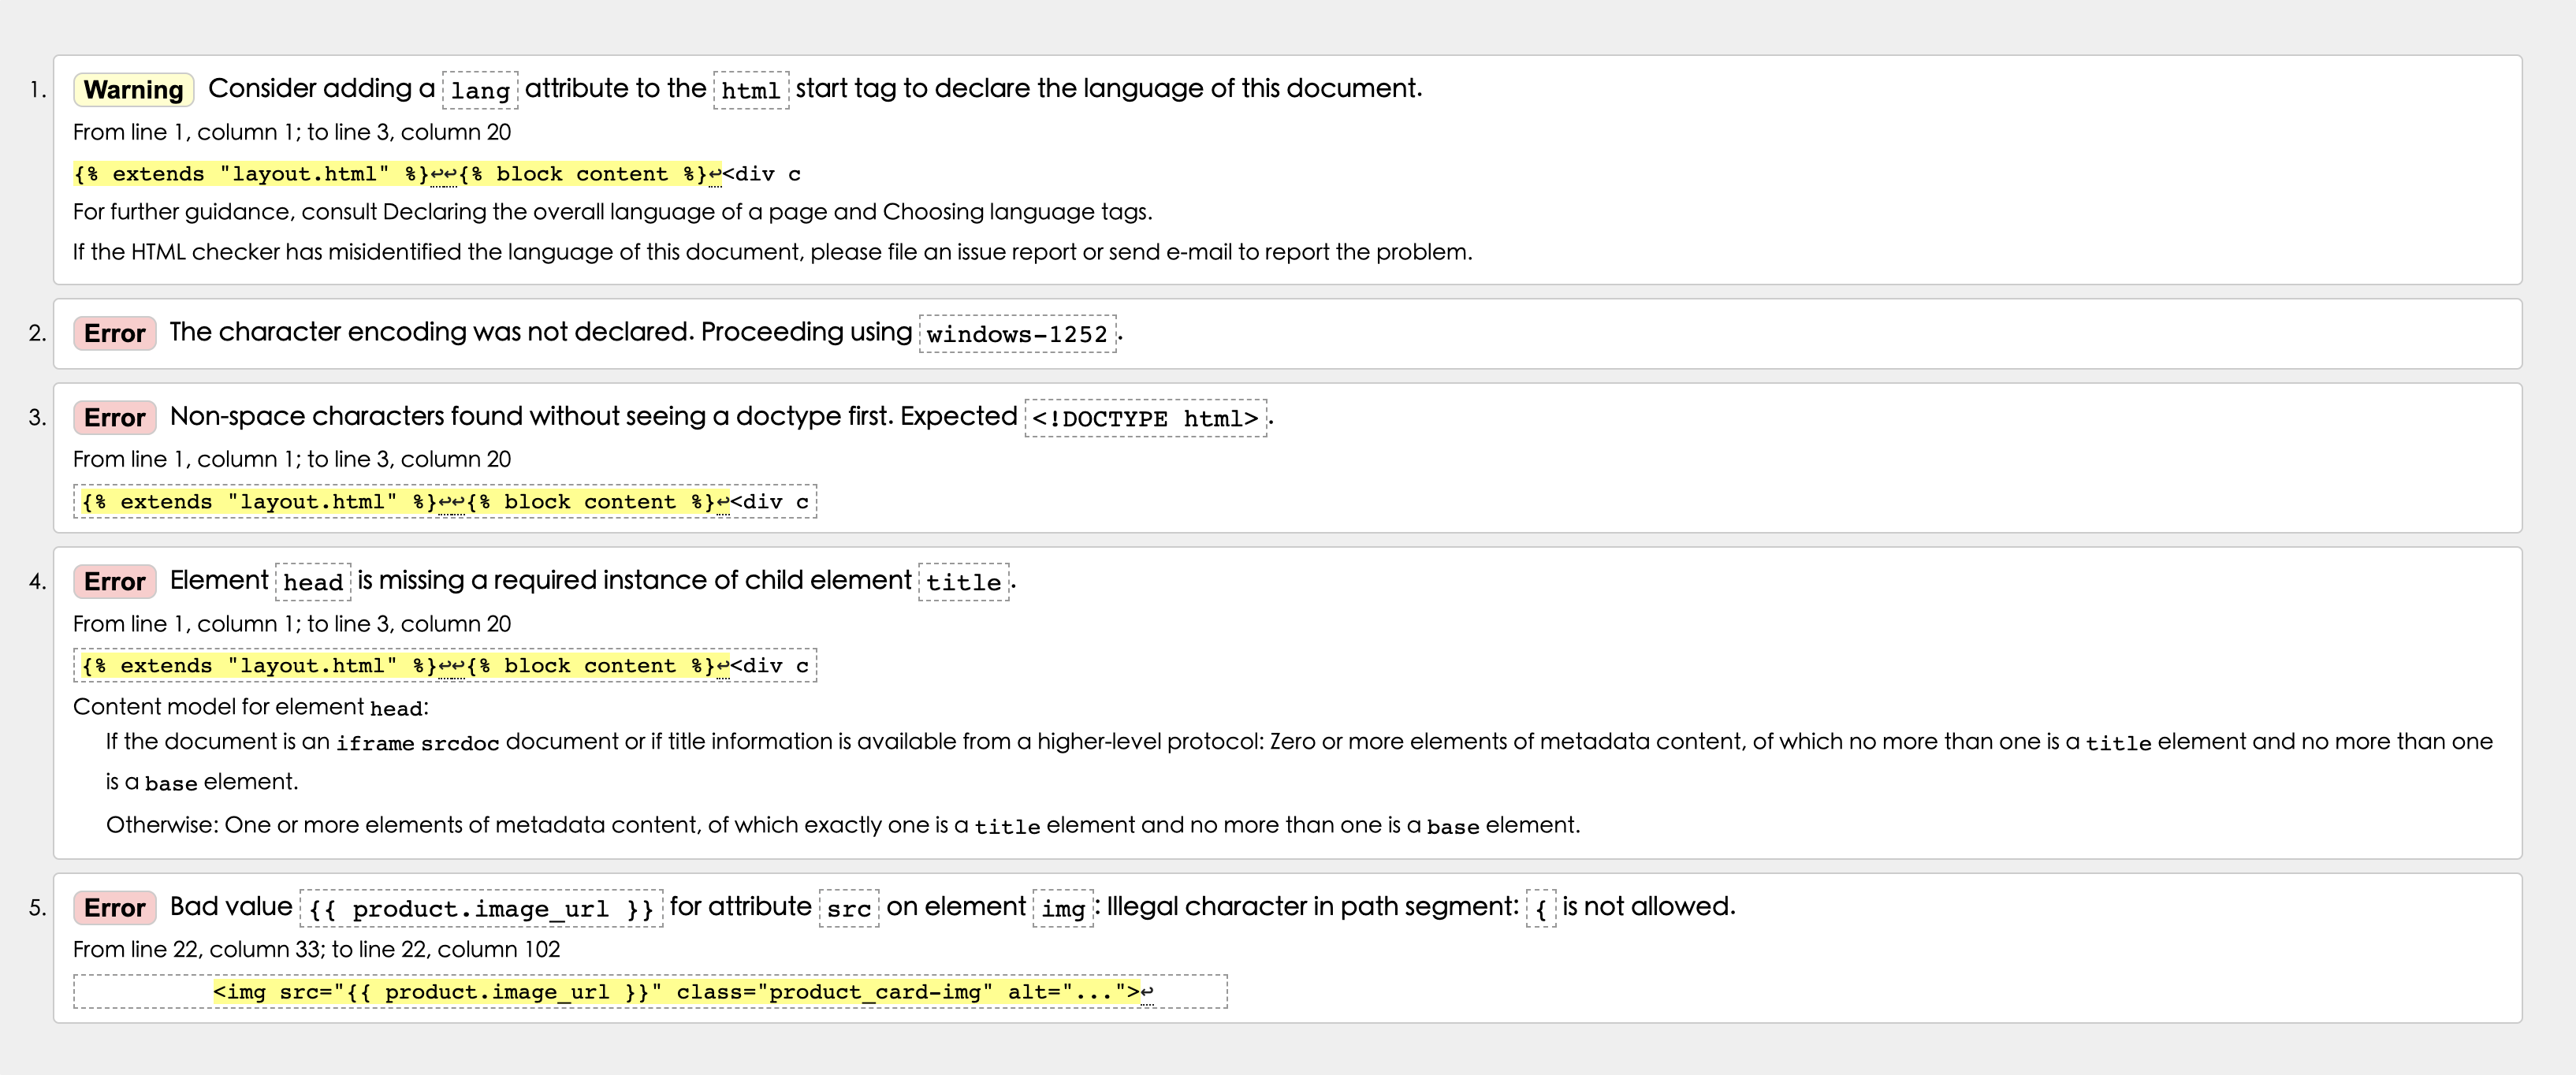 1. Warning Consider adding a lang attribute to the html start tag to declare the language of this document.
From line 1, column 1; to line 3, column 20
{% extends "layout.html" %}↩↩{% block content %}↩<div c
For further guidance, consult Declaring the overall language of a page and Choosing language tags.
If the HTML checker has misidentified the language of this document, please file an issue report or send e-mail to report the problem.
2. Error The character encoding was not declared. Proceeding using windows-1252.
3. Error Non-space characters found without seeing a doctype first. Expected <!DOCTYPE html>.
From line 1, column 1; to line 3, column 20
{% extends "layout.html" %}↩↩{% block content %}↩<div c
4. Error Element head is missing a required instance of child element title.
From line 1, column 1; to line 3, column 20
{% extends "layout.html" %}↩↩{% block content %}↩<div c
Content model for element head:
If the document is an iframe srcdoc document or if title information is available from a higher-level protocol: Zero or more elements of metadata content, of which no more than one is a title element and no more than one
is a base element.
Otherwise: One or more elements of metadata content, of which exactly one is a title element and no more than one is a base element.
5. Error Bad value {{ product.image_url }} for attribute src on element img: Illegal character in path segment: { is not allowed.
From line 22, column 33; to line 22, column 102
<img src="{{ product.image_url }}" class="product_card-img" alt="...">↩